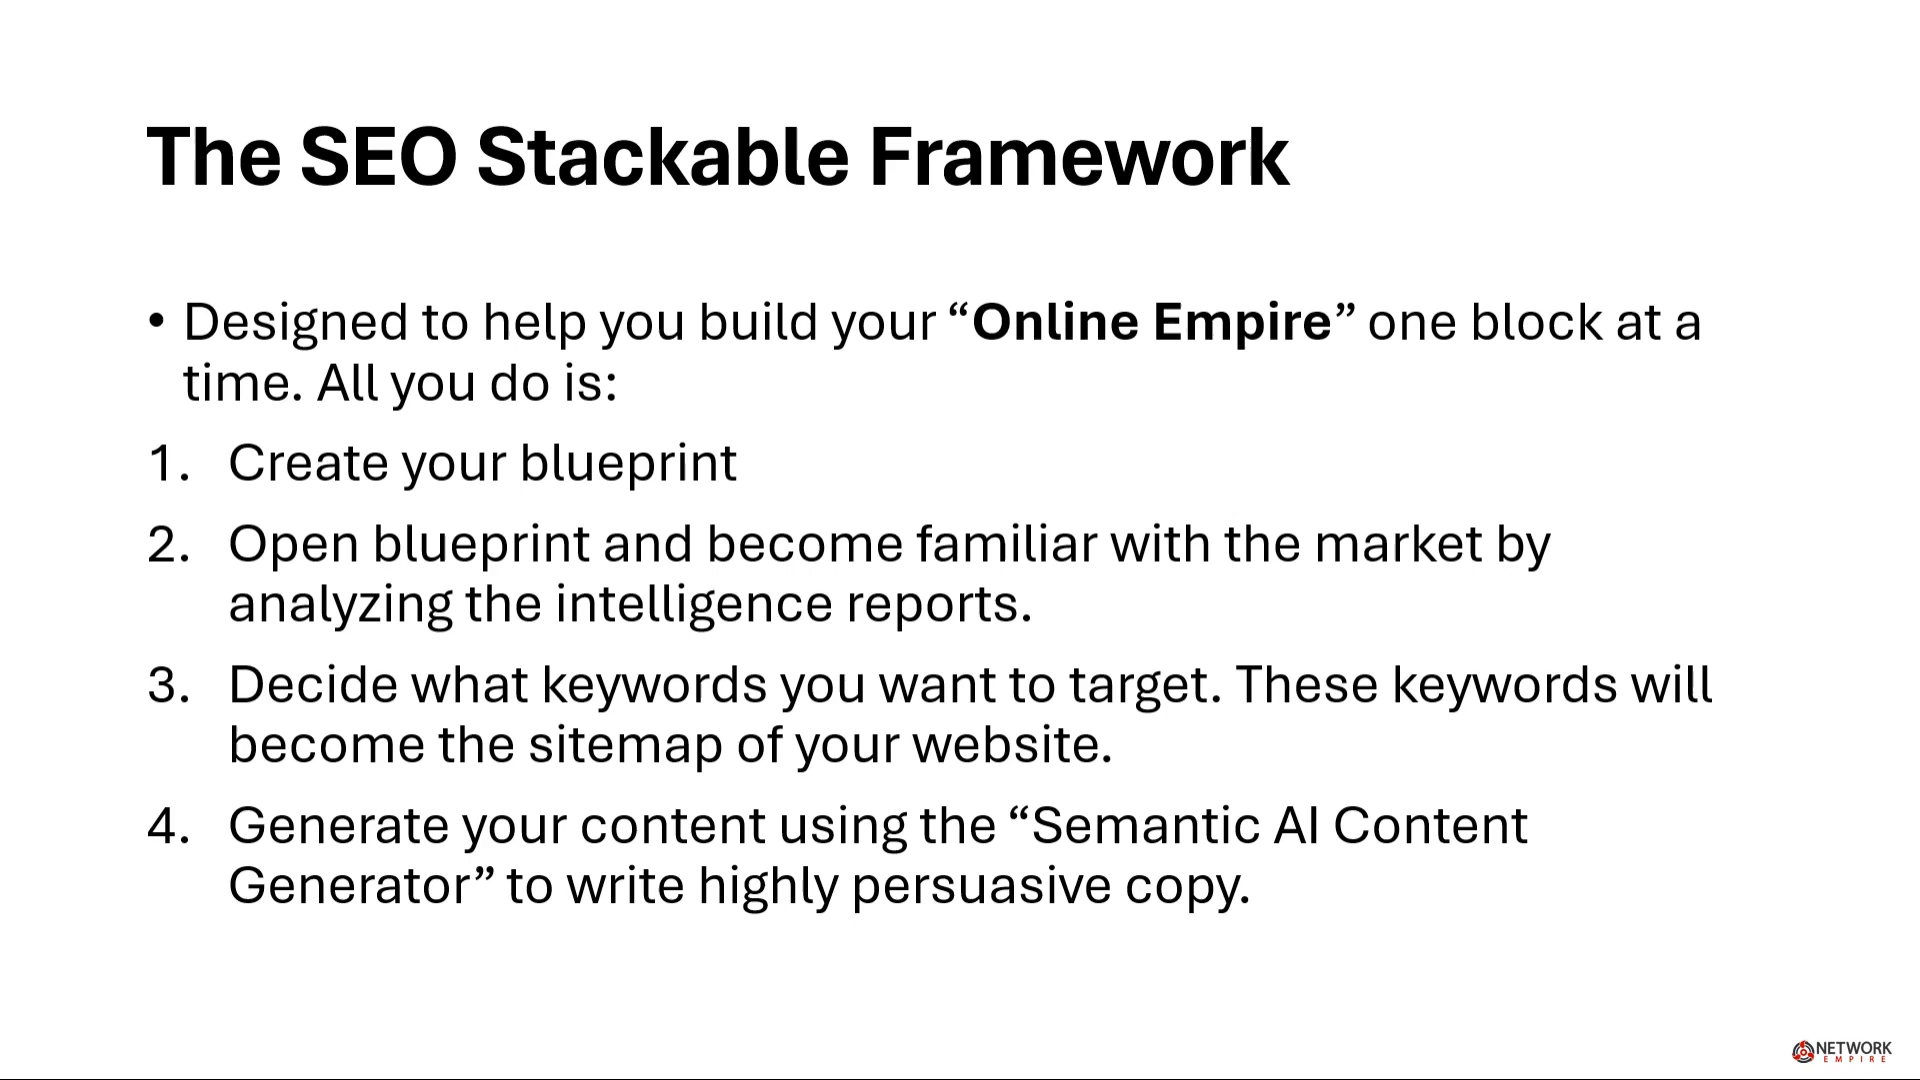 The SEO Stackable Framework
• Designed to help you build your “Online Empire” one block at a
time. All you do is:
1. Create your blueprint
2. Open blueprint and become familiar with the market by
analyzing the intelligence reports.
3. Decide what keywords you want to target. These keywords will
become the sitemap of your website.
4. Generate your content using the “Semantic AI Content
Generator” to write highly persuasive copy.
NETWORK
EMPIRE